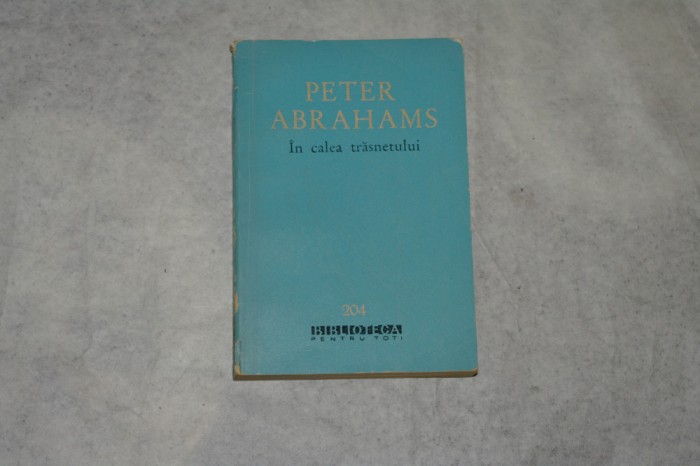 PETER
ABRAHAMS
În calea trăsnetului
204
BIBLIOTECA
PENTRU TOȚI